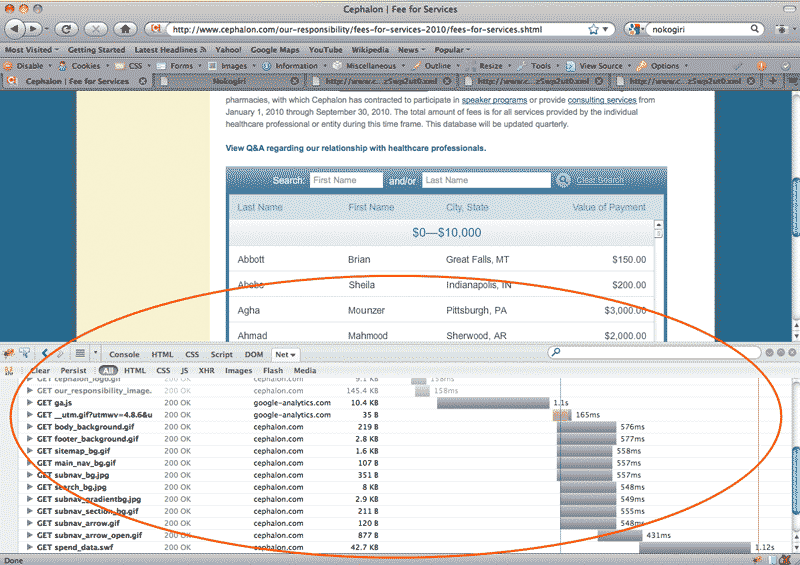 Cephalon | Fee for Services
http://www.cephalon.com/our-responsibility/fees-for-services-2010/fees-for-services.shtml
nokogiri
Most Visited Getting Started Latest Headlines Yahoo! Google Maps YouTube Wikipedia News Popular
Disable Cookies CSS Forms Images Information Miscellaneous Outline Resize Tools View Source Options
Cephalon | Fee for Services Nokogiri http://www.c...z5wp2ut0.xml http://www.c...z5wp2ut0.xml http://www.c...z5wp2ut0.xml
pharmacies, with which Cephalon has contracted to participate in speaker programs or provide consulting services from
January 1, 2010 through September 30, 2010. The total amount of fees is for all services provided by the individual
healthcare professional or entity during this time frame. This database will be updated quarterly.
View Q&A regarding our relationship with healthcare professionals.
Search: First Name and/or Last Name Clear Search
Last Name First Name City, State Value of Payment
$0—$10,000
Abbott Brian Great Falls, MT $150.00
Abebe Sheila Indianapolis, IN $200.00
Agha Mounzer Pittsburgh, PA $3,000.00
Ahmad Mahmood Sherwood, AR $2,000.00
Console HTML CSS Script DOM Net
Clear Persist All HTML CSS JS XHR Images Flash Media
GET cephalon_logo.gif 200 OK cephalon.com 9.1 KB 158ms
GET our_responsibility_image. 200 OK cephalon.com 145.4 KB 158ms
GET ga.js 200 OK google-analytics.com 10.4 KB 1.1s
GET __utm.gif?utmwv=4.8.6&u 200 OK google-analytics.com 35 B 165ms
GET body_background.gif 200 OK cephalon.com 219 B 576ms
GET footer_background.gif 200 OK cephalon.com 2.8 KB 577ms
GET sitemap_bg.gif 200 OK cephalon.com 1.6 KB 558ms
GET main_nav_bg.gif 200 OK cephalon.com 107 B 557ms
GET subnav_bg.jpg 200 OK cephalon.com 351 B 557ms
GET search_bg.jpg 200 OK cephalon.com 8 KB 548ms
GET subnav_gradientbg.jpg 200 OK cephalon.com 2.9 KB 549ms
GET subnav_section_bg.gif 200 OK cephalon.com 211 B 555ms
GET subnav_arrow.gif 200 OK cephalon.com 120 B 548ms
GET subnav_arrow_open.gif 200 OK cephalon.com 877 B 431ms
GET spend_data.swf 200 OK cephalon.com 42.7 KB 1.12s
Done